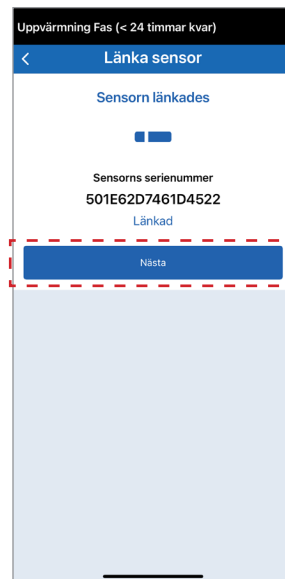 Uppvärmning Fas (< 24 timmar kvar)
Länka sensor
Sensorn länkades
Sensorns serienummer
501E62D7461D4522
Länkad
Nästa